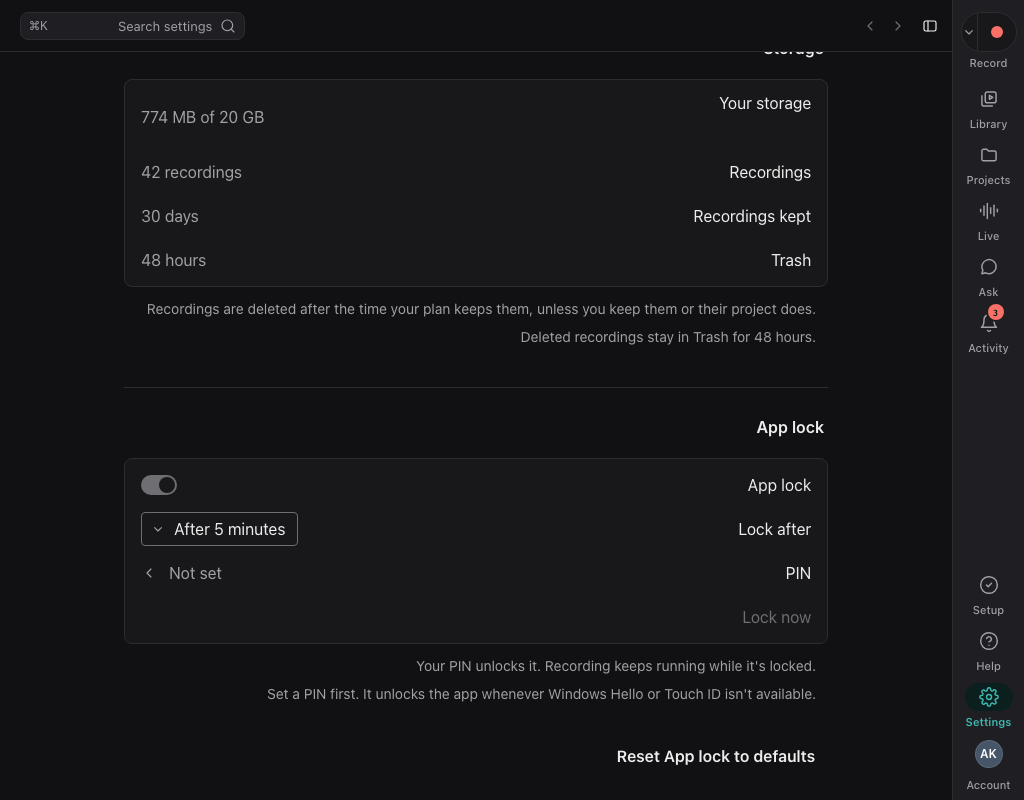 ⌘K
Search settings
Storage
Your storage
774 MB of 20 GB
Recordings
42 recordings
Recordings kept
30 days
Trash
48 hours
Recordings are deleted after the time your plan keeps them, unless you keep them or their project does.
Deleted recordings stay in Trash for 48 hours.
App lock
App lock
Lock after
After 5 minutes
PIN
Not set
Lock now
Your PIN unlocks it. Recording keeps running while it's locked.
Set a PIN first. It unlocks the app whenever Windows Hello or Touch ID isn't available.
Reset App lock to defaults
Record
Library
Projects
Live
Ask
3
Activity
Setup
Help
Settings
AK
Account